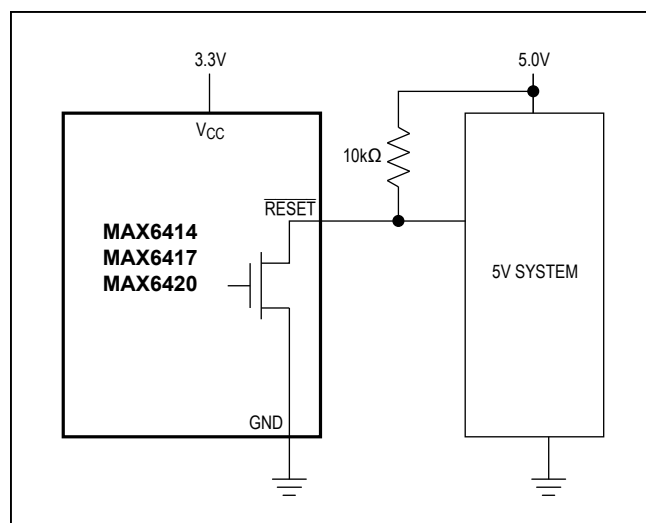 3.3V
5.0V
VCC
10kΩ
RESET
MAX6414
MAX6417
MAX6420
5V SYSTEM
GND